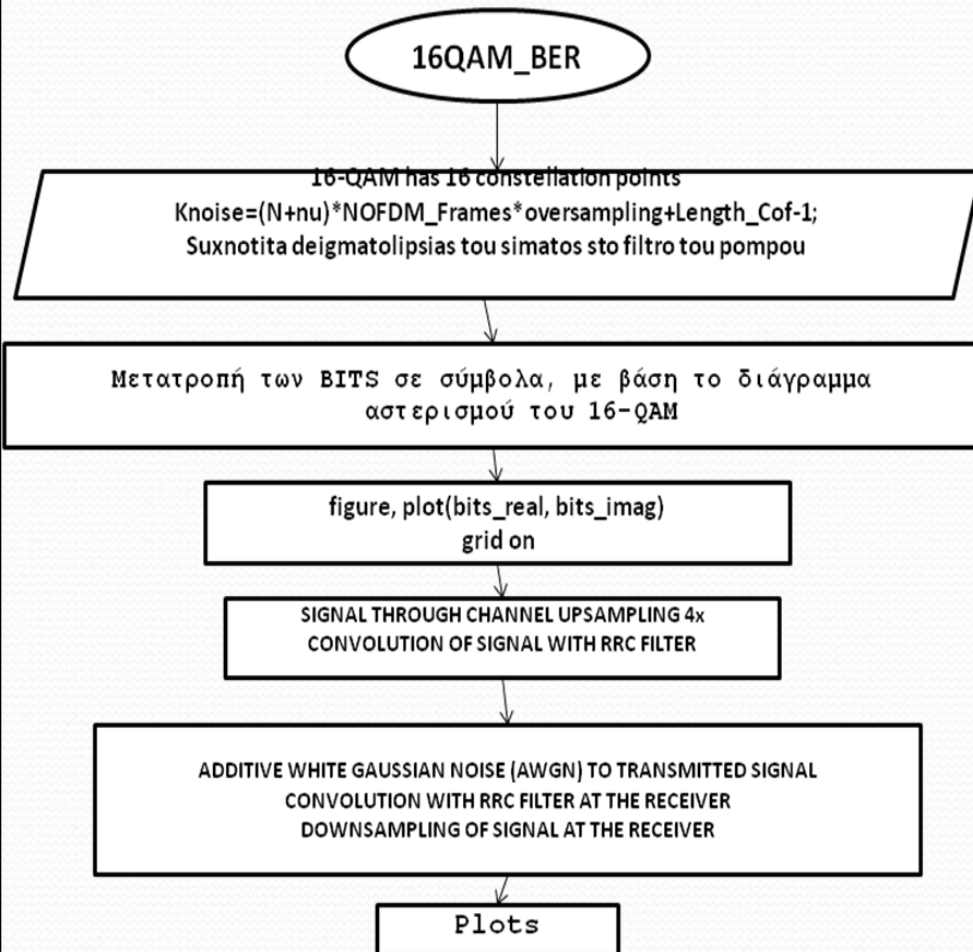 16QAM_BER
16-QAM has 16 constellation points
Knoise=(N+nu)*NOFDM_Frames*oversampling+Length_Cof-1;
Suxnotita deigmatolipsias tou simatos sto filtro tou pompou
Μετατροπή των BITS σε σύμβολα, με βάση το διάγραμμα
αστερισμού του 16-QAM
figure, plot(bits_real, bits_imag)
grid on
SIGNAL THROUGH CHANNEL UPSAMPLING 4x
CONVOLUTION OF SIGNAL WITH RRC FILTER
ADDITIVE WHITE GAUSSIAN NOISE (AWGN) TO TRANSMITTED SIGNAL
CONVOLUTION WITH RRC FILTER AT THE RECEIVER
DOWNSAMPLING OF SIGNAL AT THE RECEIVER
Plots